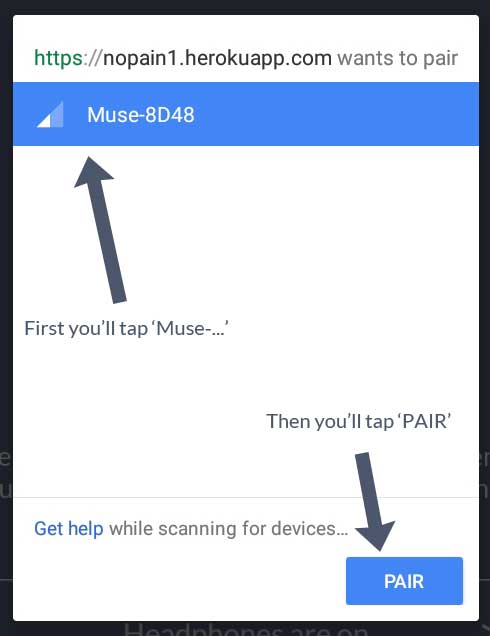 https://nopain1.herokuapp.com wants to pair
Muse-8D48
First you’ll tap ‘Muse-...’
Then you’ll tap ‘PAIR’
Get help while scanning for devices…
PAIR
Headphones are on